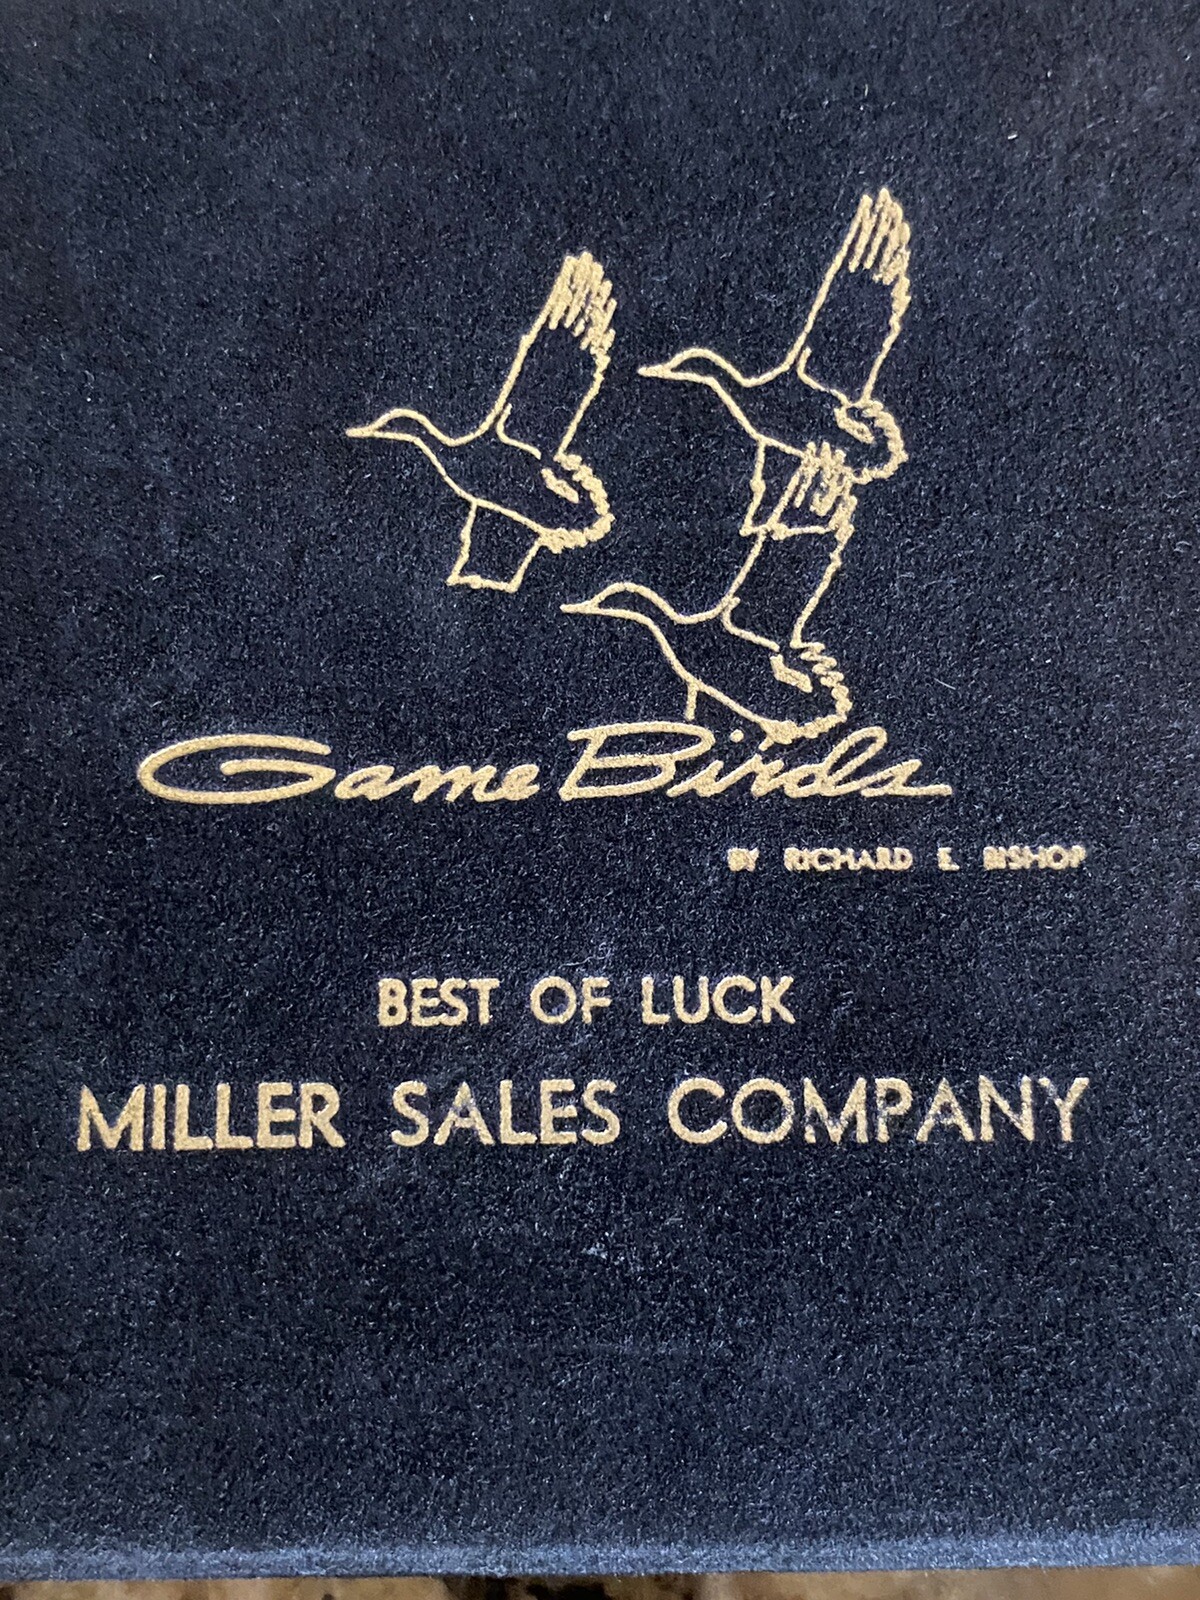 Game Birds
BY RICHARD E. BISHOP
BEST OF LUCK
MILLER SALES COMPANY